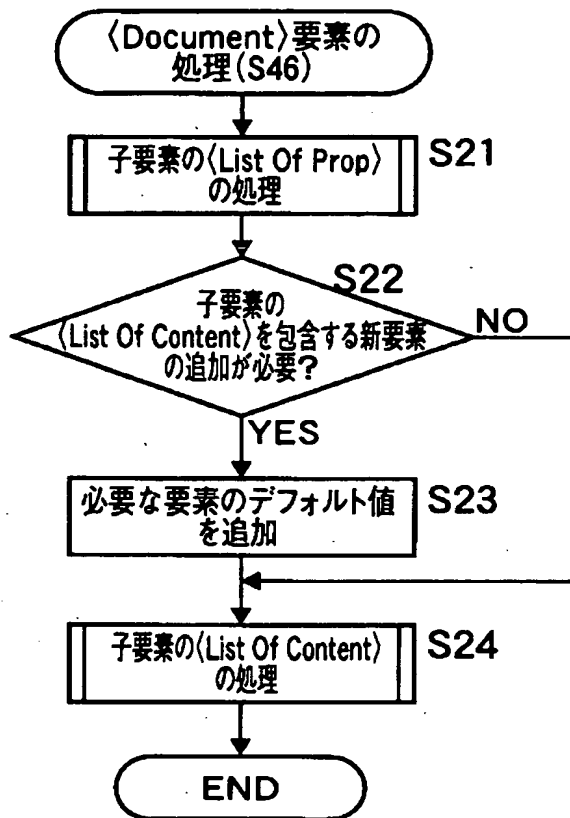 〈Document〉要素の
処理(S46)
子要素の〈List Of Prop〉
の処理
S21
S22
子要素の
〈List Of Content〉を包含する新要素
の追加が必要?
NO
YES
必要な要素のデフォルト値
を追加
S23
子要素の〈List Of Content〉
の処理
S24
END